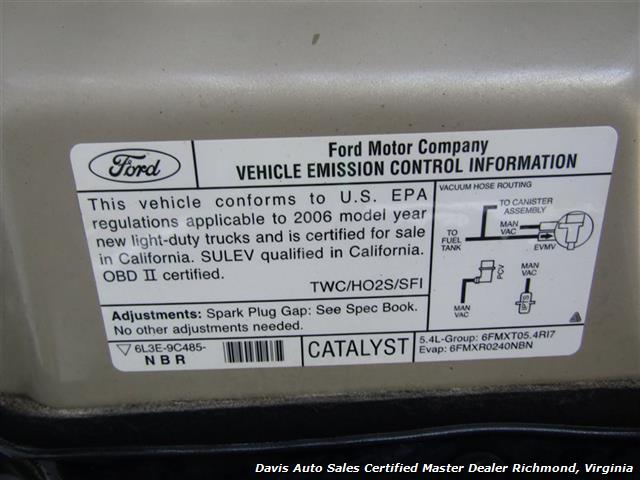 Ford
Ford Motor Company
VEHICLE EMISSION CONTROL INFORMATION
This vehicle conforms to U.S. EPA
regulations applicable to 2006 model year
new light-duty trucks and is certified for sale
in California. SULEV qualified in California.
OBD II certified.
TWC/HO2S/SFI
Adjustments: Spark Plug Gap: See Spec Book.
No other adjustments needed.
6L3E-9C485-
NBR
CATALYST
VACUUM HOSE ROUTING
TO CANISTER
ASSEMBLY
MAN
VAC
TO
FUEL
TANK
EVMV
PCV
MAN
VAC
MAN
VAC
FPS
5.4L-Group: 6FMXT05.4RI7
Evap: 6FMXR0240NBN
Davis Auto Sales Certified Master Dealer Richmond, Virginia